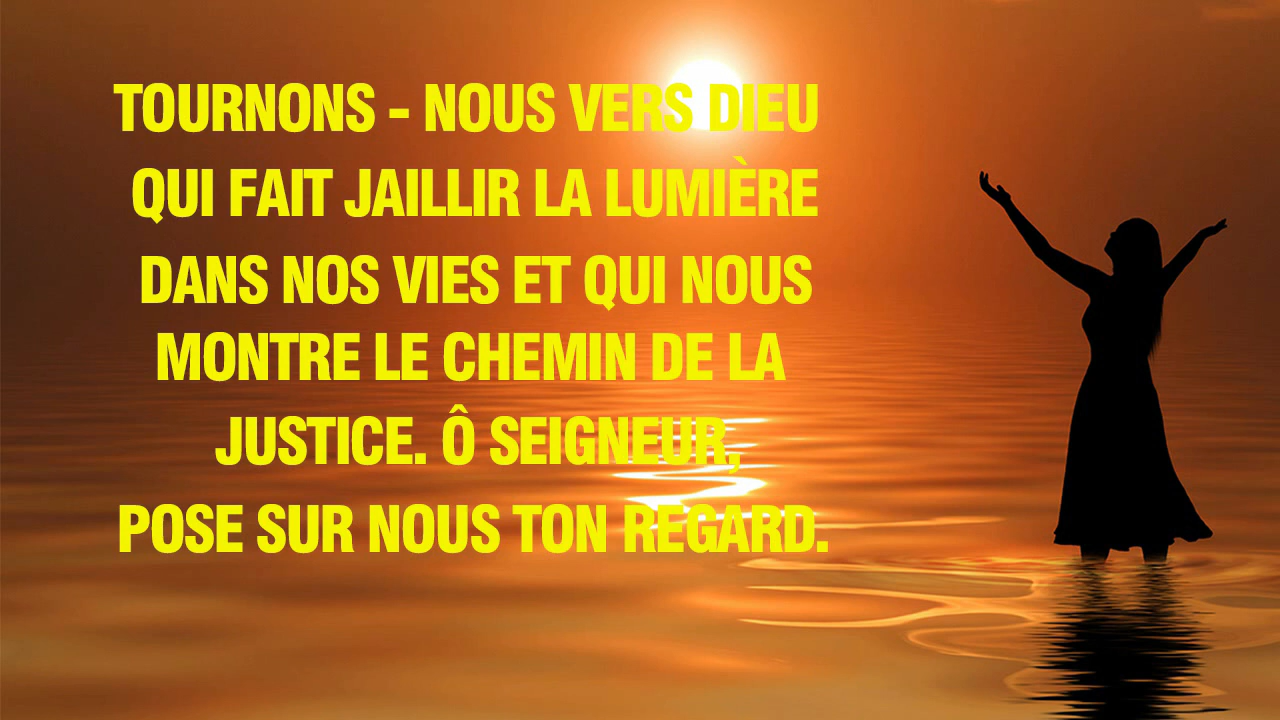 TOURNONS - NOUS VERS DIEU
QUI FAIT JAILLIR LA LUMIÈRE
DANS NOS VIES ET QUI NOUS
MONTRE LE CHEMIN DE LA
JUSTICE. Ô SEIGNEUR,
POSE SUR NOUS TON REGARD.